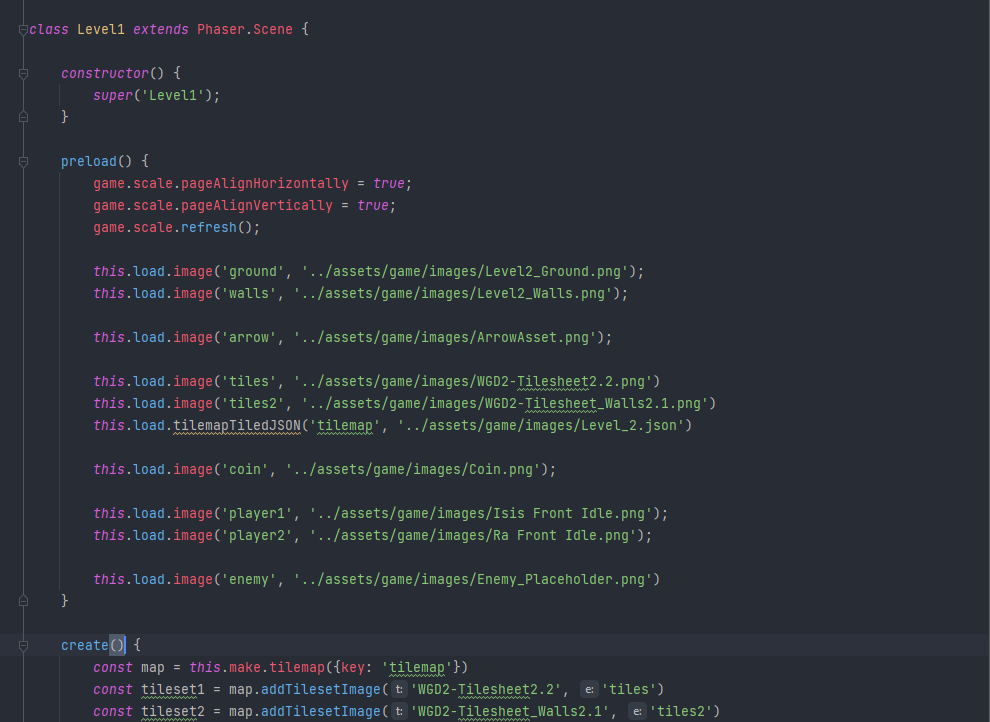 class Level1 extends Phaser.Scene {
constructor() {
super('Level1');
}
preload() {
game.scale.pageAlignHorizontally = true;
game.scale.pageAlignVertically = true;
game.scale.refresh();
this.load.image('ground', '../assets/game/images/Level2_Ground.png');
this.load.image('walls', '../assets/game/images/Level2_Walls.png');
this.load.image('arrow', '../assets/game/images/ArrowAsset.png');
this.load.image('tiles', '../assets/game/images/WGD2-Tilesheet2.2.png')
this.load.image('tiles2', '../assets/game/images/WGD2-Tilesheet_Walls2.1.png')
this.load.tilemapTiledJSON('tilemap', '../assets/game/images/Level_2.json')
this.load.image('coin', '../assets/game/images/Coin.png');
this.load.image('player1', '../assets/game/images/Isis Front Idle.png');
this.load.image('player2', '../assets/game/images/Ra Front Idle.png');
this.load.image('enemy', '../assets/game/images/Enemy_Placeholder.png')
}
create() {
const map = this.make.tilemap({key: 'tilemap'})
const tileset1 = map.addTilesetImage( t: 'WGD2-Tilesheet2.2', e: 'tiles')
const tileset2 = map.addTilesetImage( t: 'WGD2-Tilesheet_Walls2.1', e: 'tiles2')